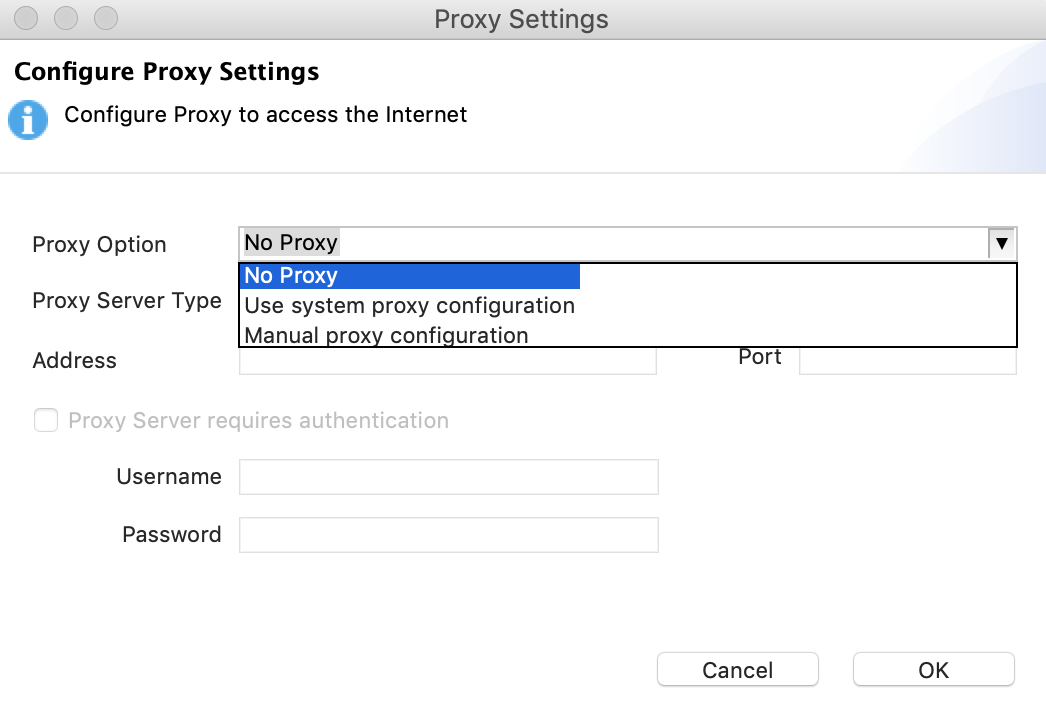 Proxy Settings
Configure Proxy Settings
Configure Proxy to access the Internet
Proxy Option
No Proxy
No Proxy
Use system proxy configuration
Manual proxy configuration
Proxy Server Type
Address
Port
Proxy Server requires authentication
Username
Password
Cancel
OK